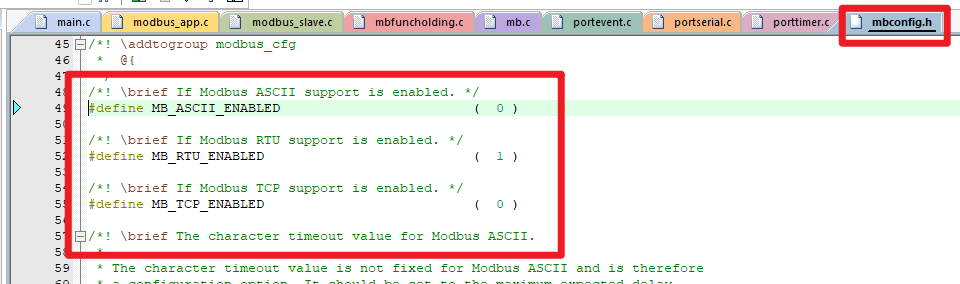 main.c modbus_app.c modbus_slave.c mbfuncholding.c mb.c portevent.c portserial.c porttimer.c mbconfig.h
45 /*! \addtogroup modbus_cfg
46 * @{
47
48 /*! \brief If Modbus ASCII support is enabled. */
49 #define MB_ASCII_ENABLED ( 0 )
50
51 /*! \brief If Modbus RTU support is enabled. */
52 #define MB_RTU_ENABLED ( 1 )
53
54 /*! \brief If Modbus TCP support is enabled. */
55 #define MB_TCP_ENABLED ( 0 )
56
57 /*! \brief The character timeout value for Modbus ASCII.
58 *
59 * The character timeout value is not fixed for Modbus ASCII and is therefore
60 * a configuration option. It should be set to the maximum expected delay